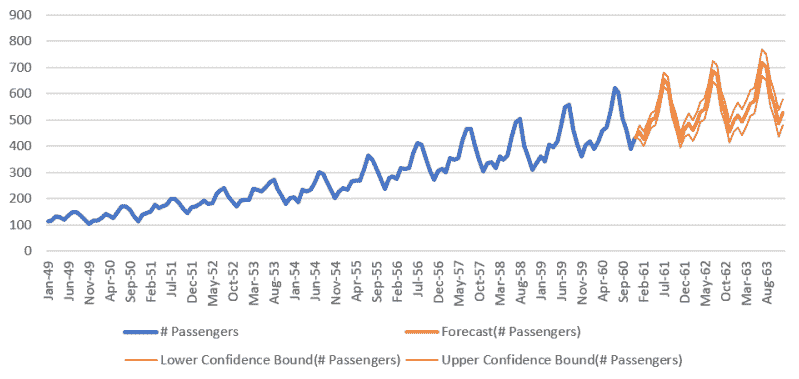 900
800
700
600
500
400
300
200
100
0
Jan-49
Jun-49
Nov-49
Apr-50
Sep-50
Feb-51
Jul-51
Dec-51
May-52
Oct-52
Mar-53
Aug-53
Jan-54
Jun-54
Nov-54
Apr-55
Sep-55
Feb-56
Jul-56
Dec-56
May-57
Oct-57
Mar-58
Aug-58
Jan-59
Jun-59
Nov-59
Apr-60
Sep-60
Feb-61
Jul-61
Dec-61
May-62
Oct-62
Mar-63
Aug-63
# Passengers Forecast(# Passengers)
Lower Confidence Bound(# Passengers) Upper Confidence Bound(# Passengers)